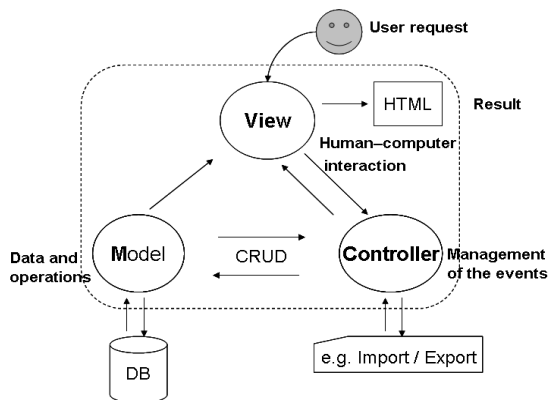 User request
View
HTML
Result
Human–computer
interaction
Data and
operations
Model
CRUD
Controller
Management
of the events
DB
e.g. Import / Export